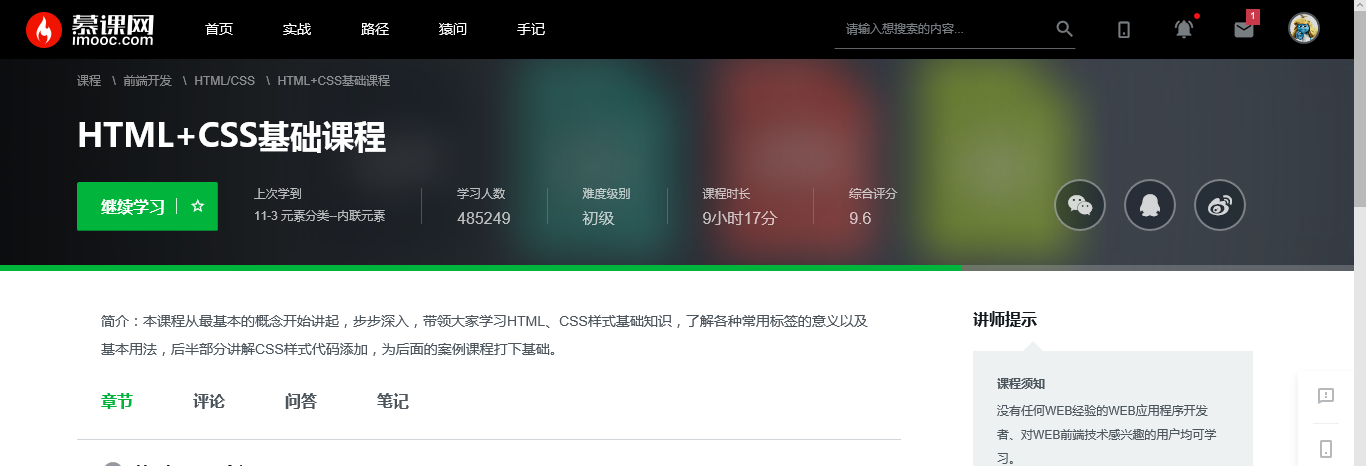 慕课网
imooc.com
首页 实战 路径 猿问 手记
请输入想搜索的内容...
1
课程 \ 前端开发 \ HTML/CSS \ HTML+CSS基础课程
HTML+CSS基础课程
继续学习
上次学到 学习人数 难度级别 课程时长 综合评分
11-3 元素分类--内联元素 485249 初级 9小时17分 9.6
简介：本课程从最基本的概念开始讲起，步步深入，带领大家学习HTML、CSS样式基础知识，了解各种常用标签的意义以及
基本用法，后半部分讲解CSS样式代码添加，为后面的案例课程打下基础。
章节 评论 问答 笔记
讲师提示
课程须知
没有任何WEB经验的WEB应用程序开发
者、对WEB前端技术感兴趣的用户均可学
习。